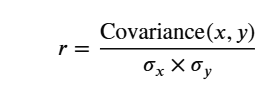 r = Covariance(x, y) / σx × σy